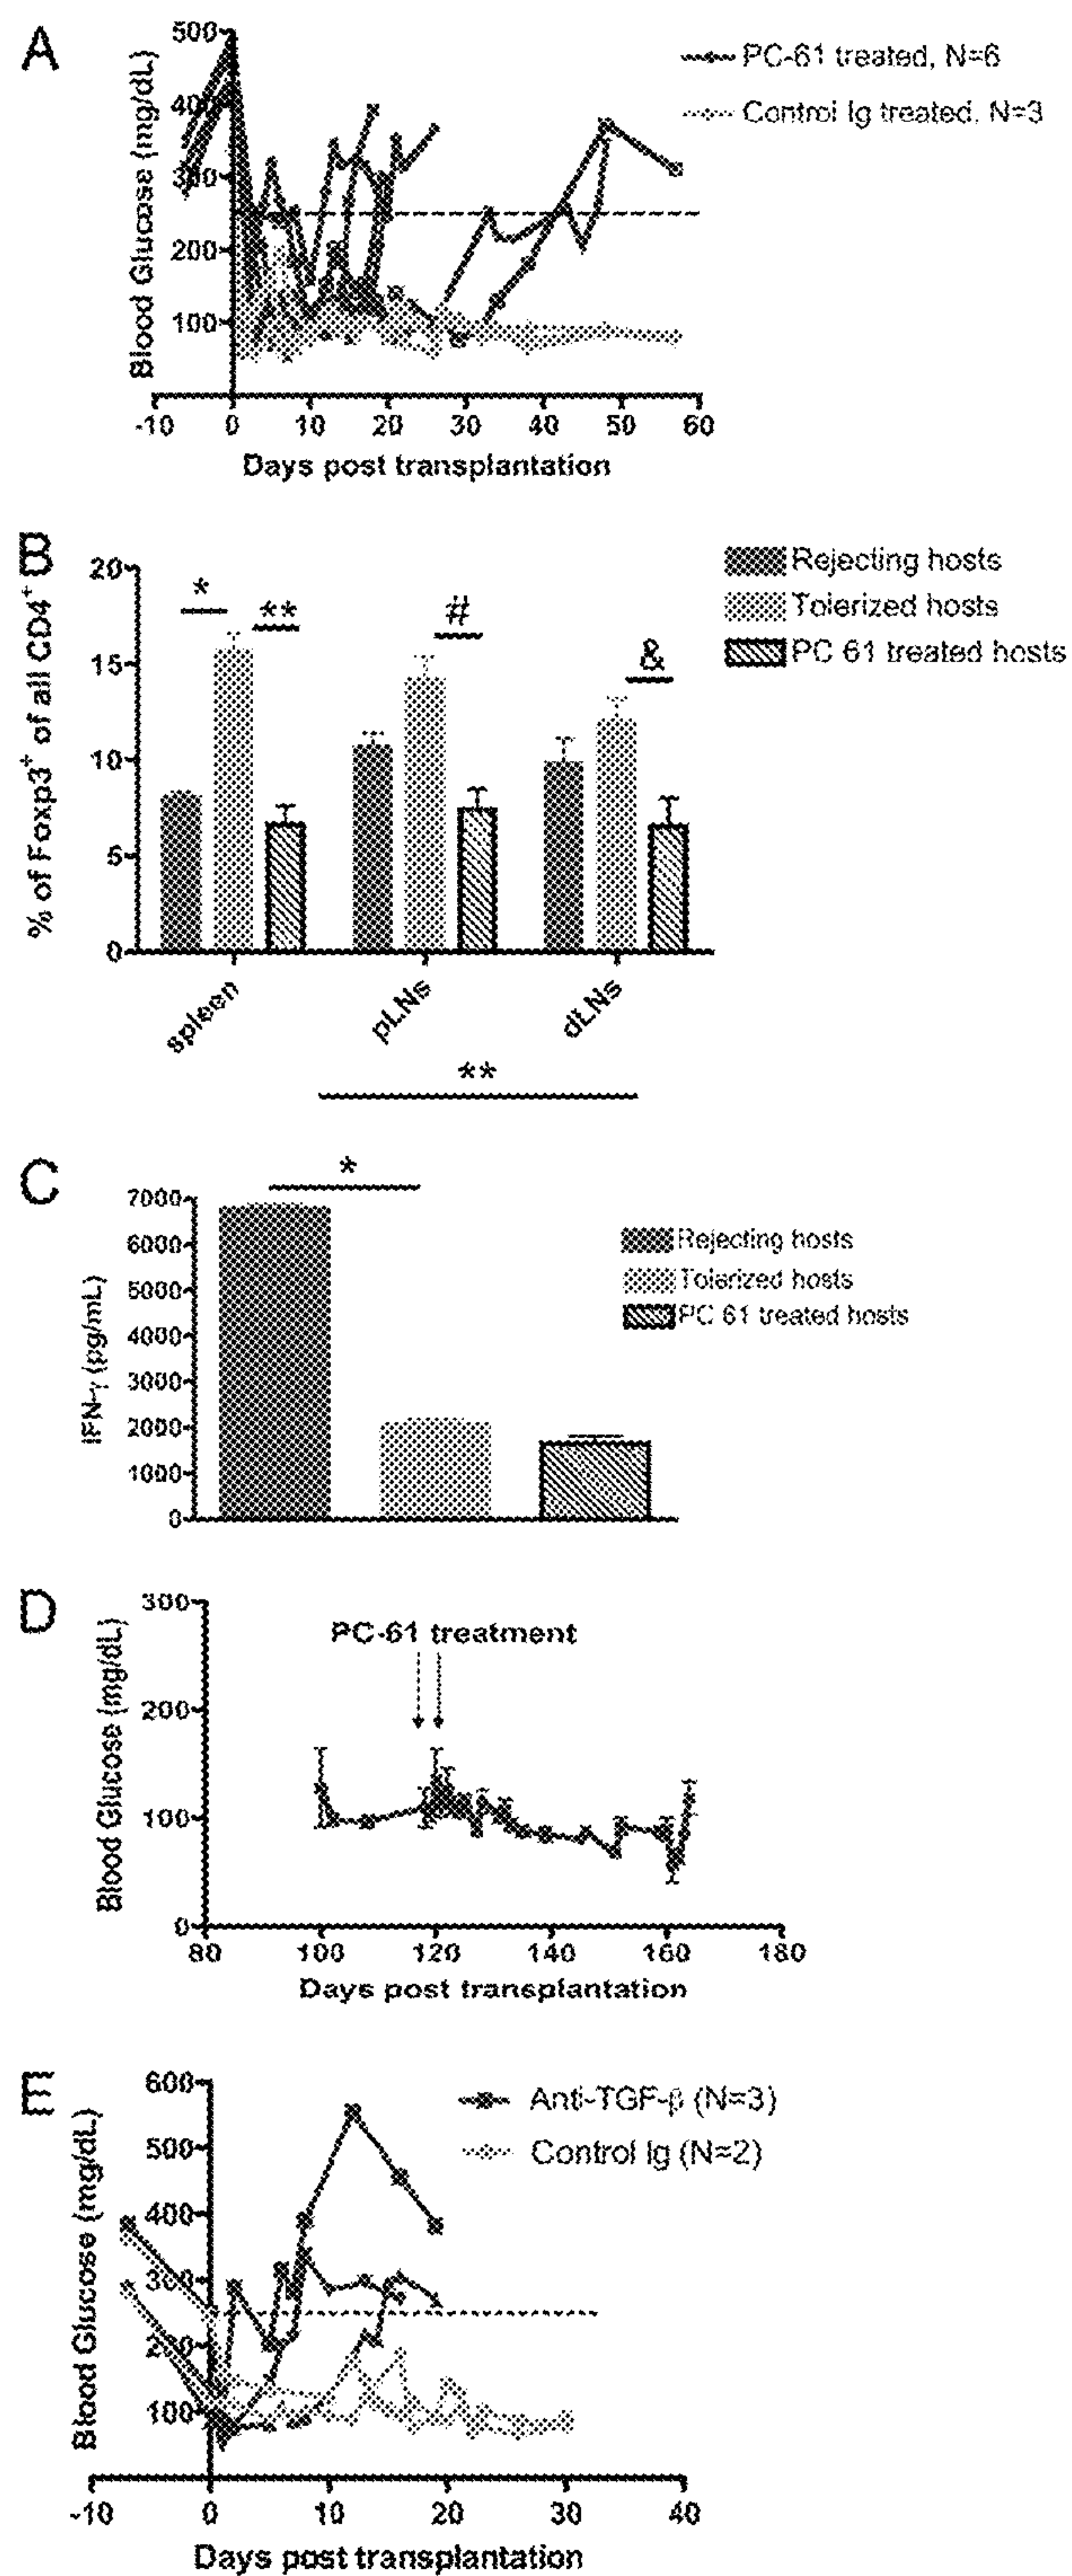 A
Blood Glucose (mg/dL)
500
400
300
200
100
-10 0 10 20 30 40 50 60
Days post transplantation
PC-61 treated, N=6
Control Ig treated, N=3
B
% of Foxp3+ of all CD4+
20
15
10
5
0
* ** # &
spleen pLNs dLNs
Rejecting hosts
Tolerized hosts
PC 61 treated hosts
**
C
*
IFN-γ (pg/mL)
7000
6000
5000
4000
3000
2000
1000
0
Rejecting hosts
Tolerized hosts
PC 61 treated hosts
D
Blood Glucose (mg/dL)
300
200
100
0
PC-61 treatment
80 100 120 140 160 180
Days post transplantation
E
Blood Glucose (mg/dL)
600
500
400
300
200
100
Anti-TGF-β (N=3)
Control Ig (N=2)
-10 0 10 20 30 40
Days post transplantation